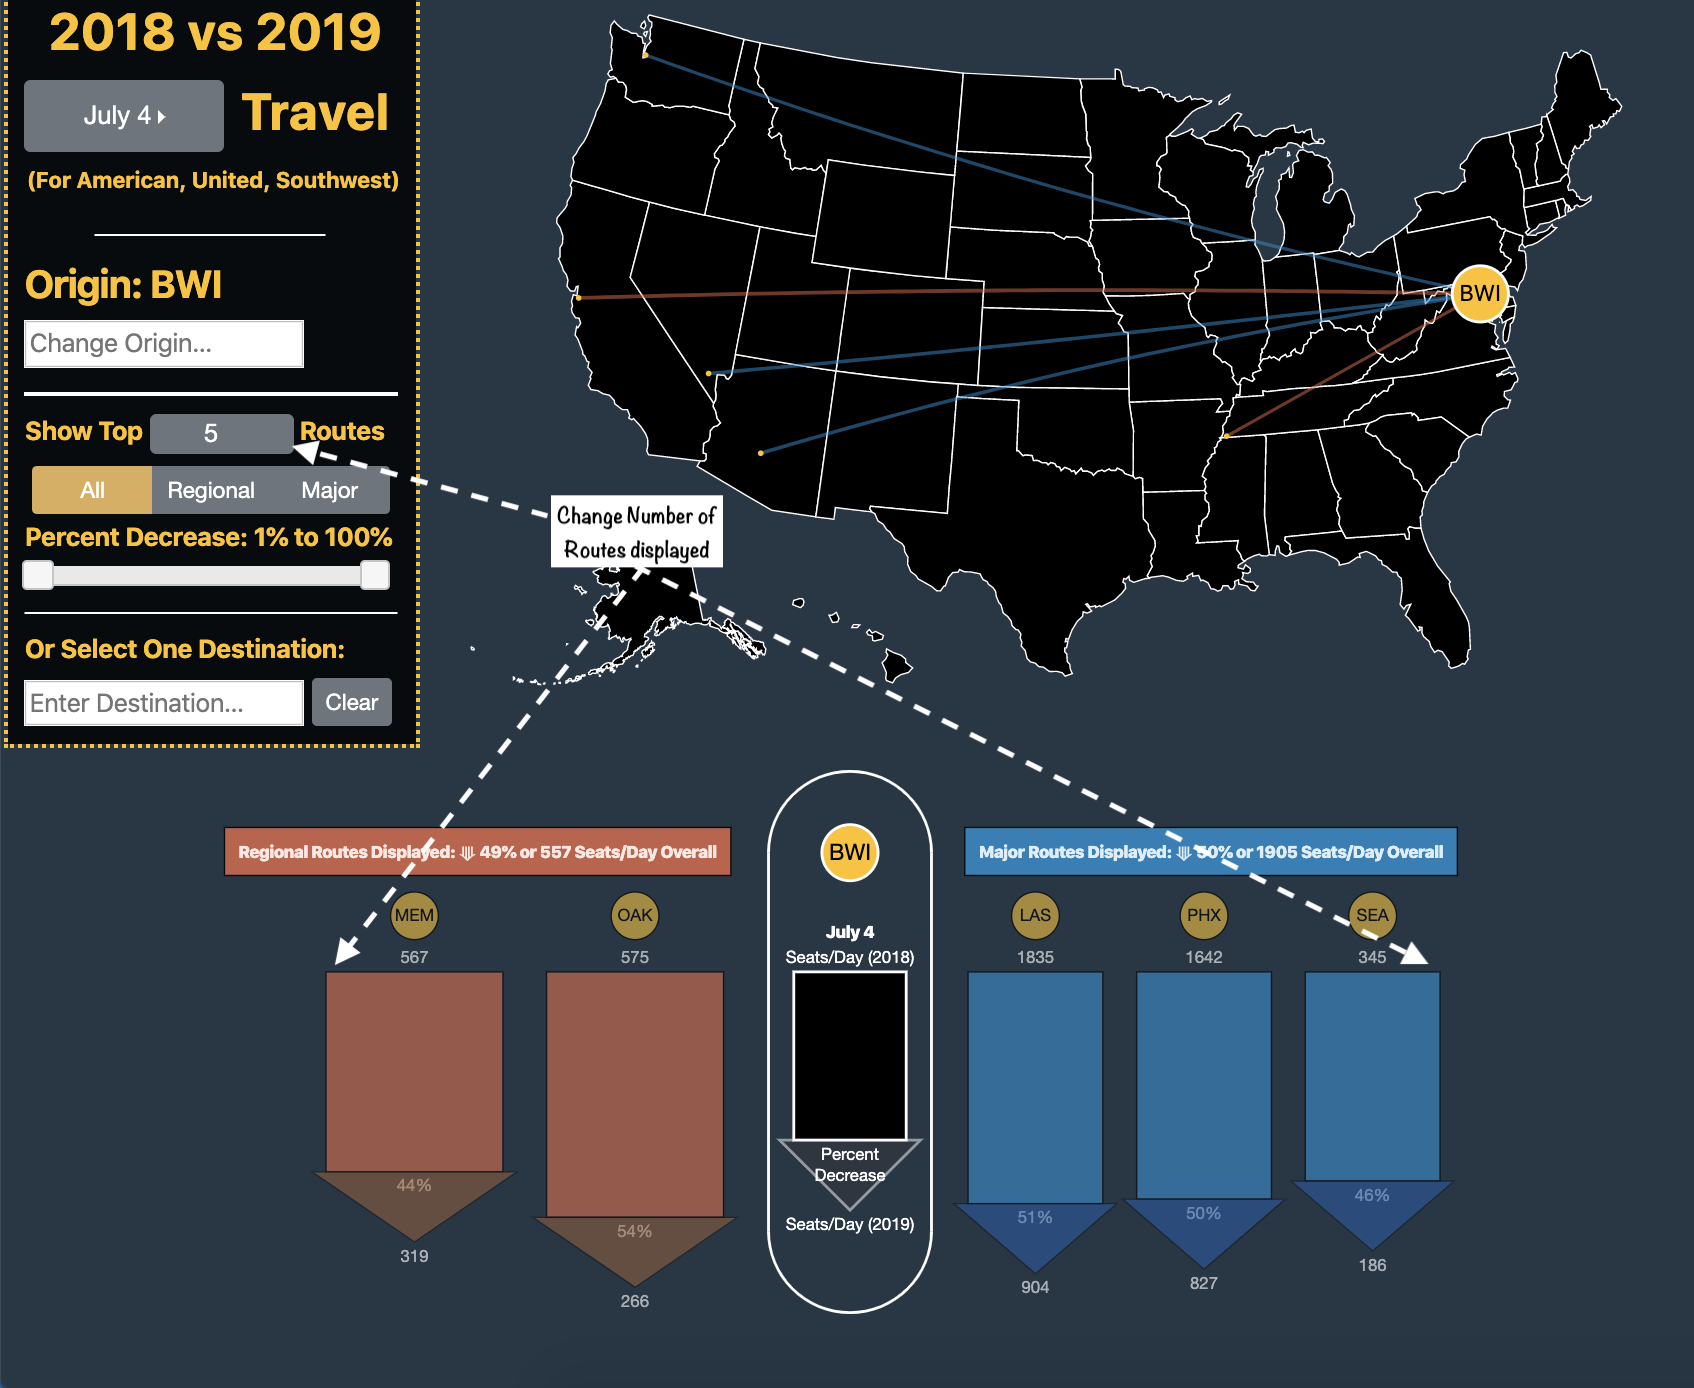 2018 vs 2019
July 4 Travel
(For American, United, Southwest)
Origin: BWI
Change Origin...
Show Top 5 Routes
All Regional Major
Percent Decrease: 1% to 100%
Or Select One Destination:
Enter Destination... Clear
BWI
Change Number of
Routes displayed
Regional Routes Displayed: 49% or 557 Seats/Day Overall
MEM OAK
567 575
44% 54%
319 266
BWI
July 4
Seats/Day (2018)
Percent
Decrease
Seats/Day (2019)
Major Routes Displayed: 50% or 1905 Seats/Day Overall
LAS PHX SEA
1835 1642 345
51% 50% 46%
904 827 186